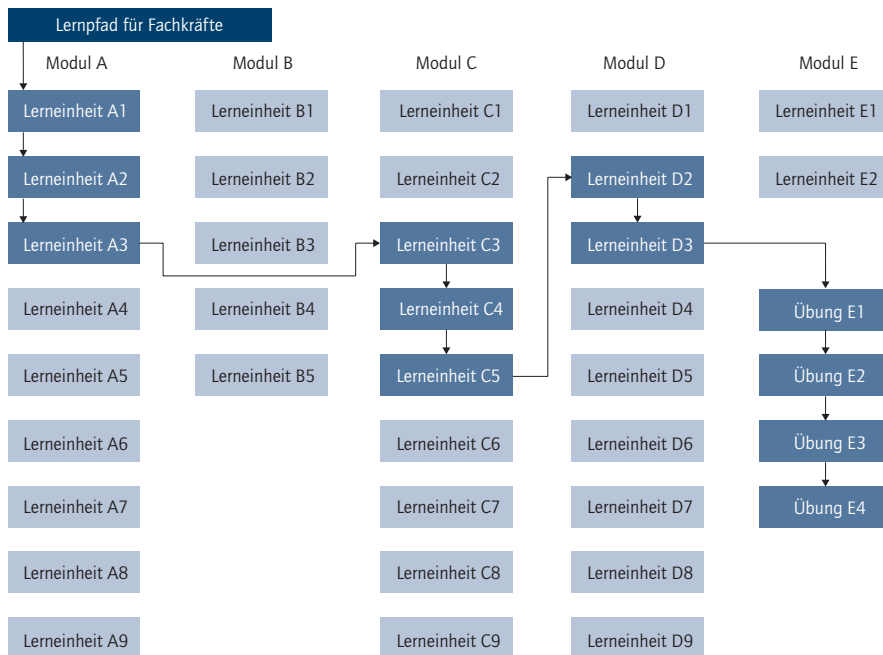 Lernpfad für Fachkräfte
Modul A Modul B Modul C Modul D Modul E
Lerneinheit A1 Lerneinheit B1 Lerneinheit C1 Lerneinheit D1 Lerneinheit E1
Lerneinheit A2 Lerneinheit B2 Lerneinheit C2 Lerneinheit D2 Lerneinheit E2
Lerneinheit A3 Lerneinheit B3 Lerneinheit C3 Lerneinheit D3
Lerneinheit A4 Lerneinheit B4 Lerneinheit C4 Lerneinheit D4 Übung E1
Lerneinheit A5 Lerneinheit B5 Lerneinheit C5 Lerneinheit D5 Übung E2
Lerneinheit A6 Lerneinheit C6 Lerneinheit D6 Übung E3
Lerneinheit A7 Lerneinheit C7 Lerneinheit D7 Übung E4
Lerneinheit A8 Lerneinheit C8 Lerneinheit D8
Lerneinheit A9 Lerneinheit C9 Lerneinheit D9